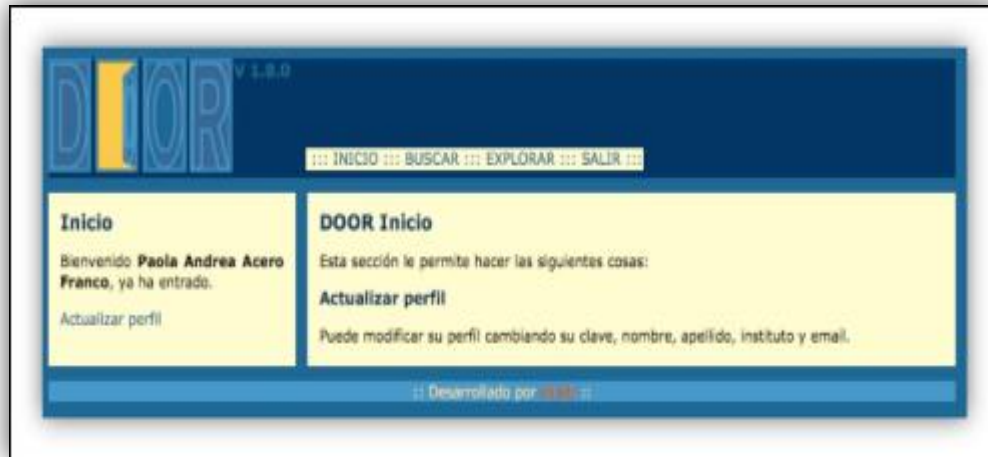 DOOR V 1.8.0
::: INICIO ::: BUSCAR ::: EXPLORAR ::: SALIR :::
Inicio
Bienvenido Paola Andrea Acero
Franco, ya ha entrado.
Actualizar perfil
DOOR Inicio
Esta sección le permite hacer las siguientes cosas:
Actualizar perfil
Puede modificar su perfil cambiando su clave, nombre, apellido, instituto y email.
:: Desarrollado por ::